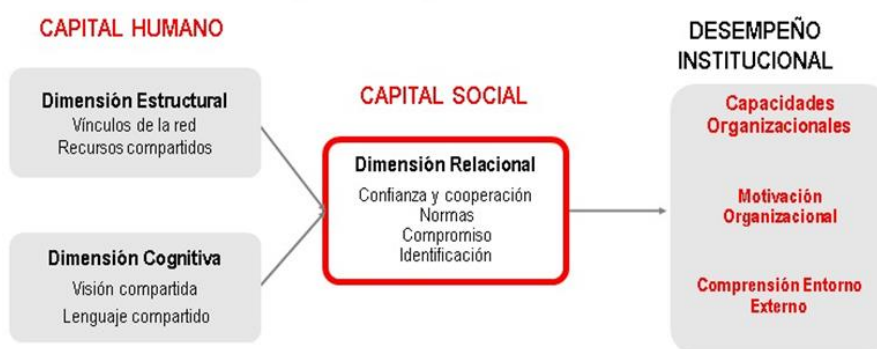 CAPITAL HUMANO
Dimensión Estructural
Vínculos de la red
Recursos compartidos
Dimensión Cognitiva
Visión compartida
Lenguaje compartido
CAPITAL SOCIAL
Dimensión Relacional
Confianza y cooperación
Normas
Compromiso
Identificación
DESEMPEÑO
INSTITUCIONAL
Capacidades
Organizacionales
Motivación
Organizacional
Comprensión Entorno
Externo